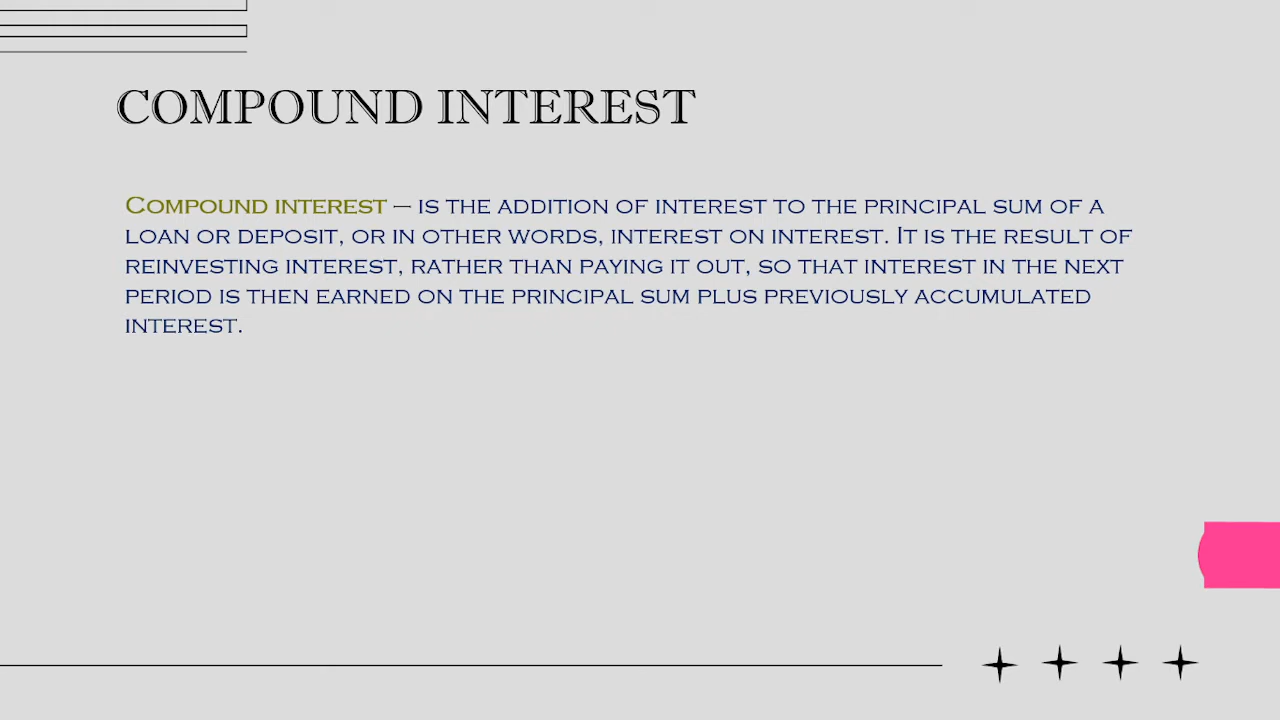 COMPOUND INTEREST
COMPOUND INTEREST – IS THE ADDITION OF INTEREST TO THE PRINCIPAL SUM OF A
LOAN OR DEPOSIT, OR IN OTHER WORDS, INTEREST ON INTEREST. IT IS THE RESULT OF
REINVESTING INTEREST, RATHER THAN PAYING IT OUT, SO THAT INTEREST IN THE NEXT
PERIOD IS THEN EARNED ON THE PRINCIPAL SUM PLUS PREVIOUSLY ACCUMULATED
INTEREST.